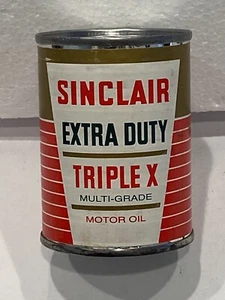 SINCLAIR
EXTRA DUTY
TRIPLE X
MULTI-GRADE
MOTOR OIL